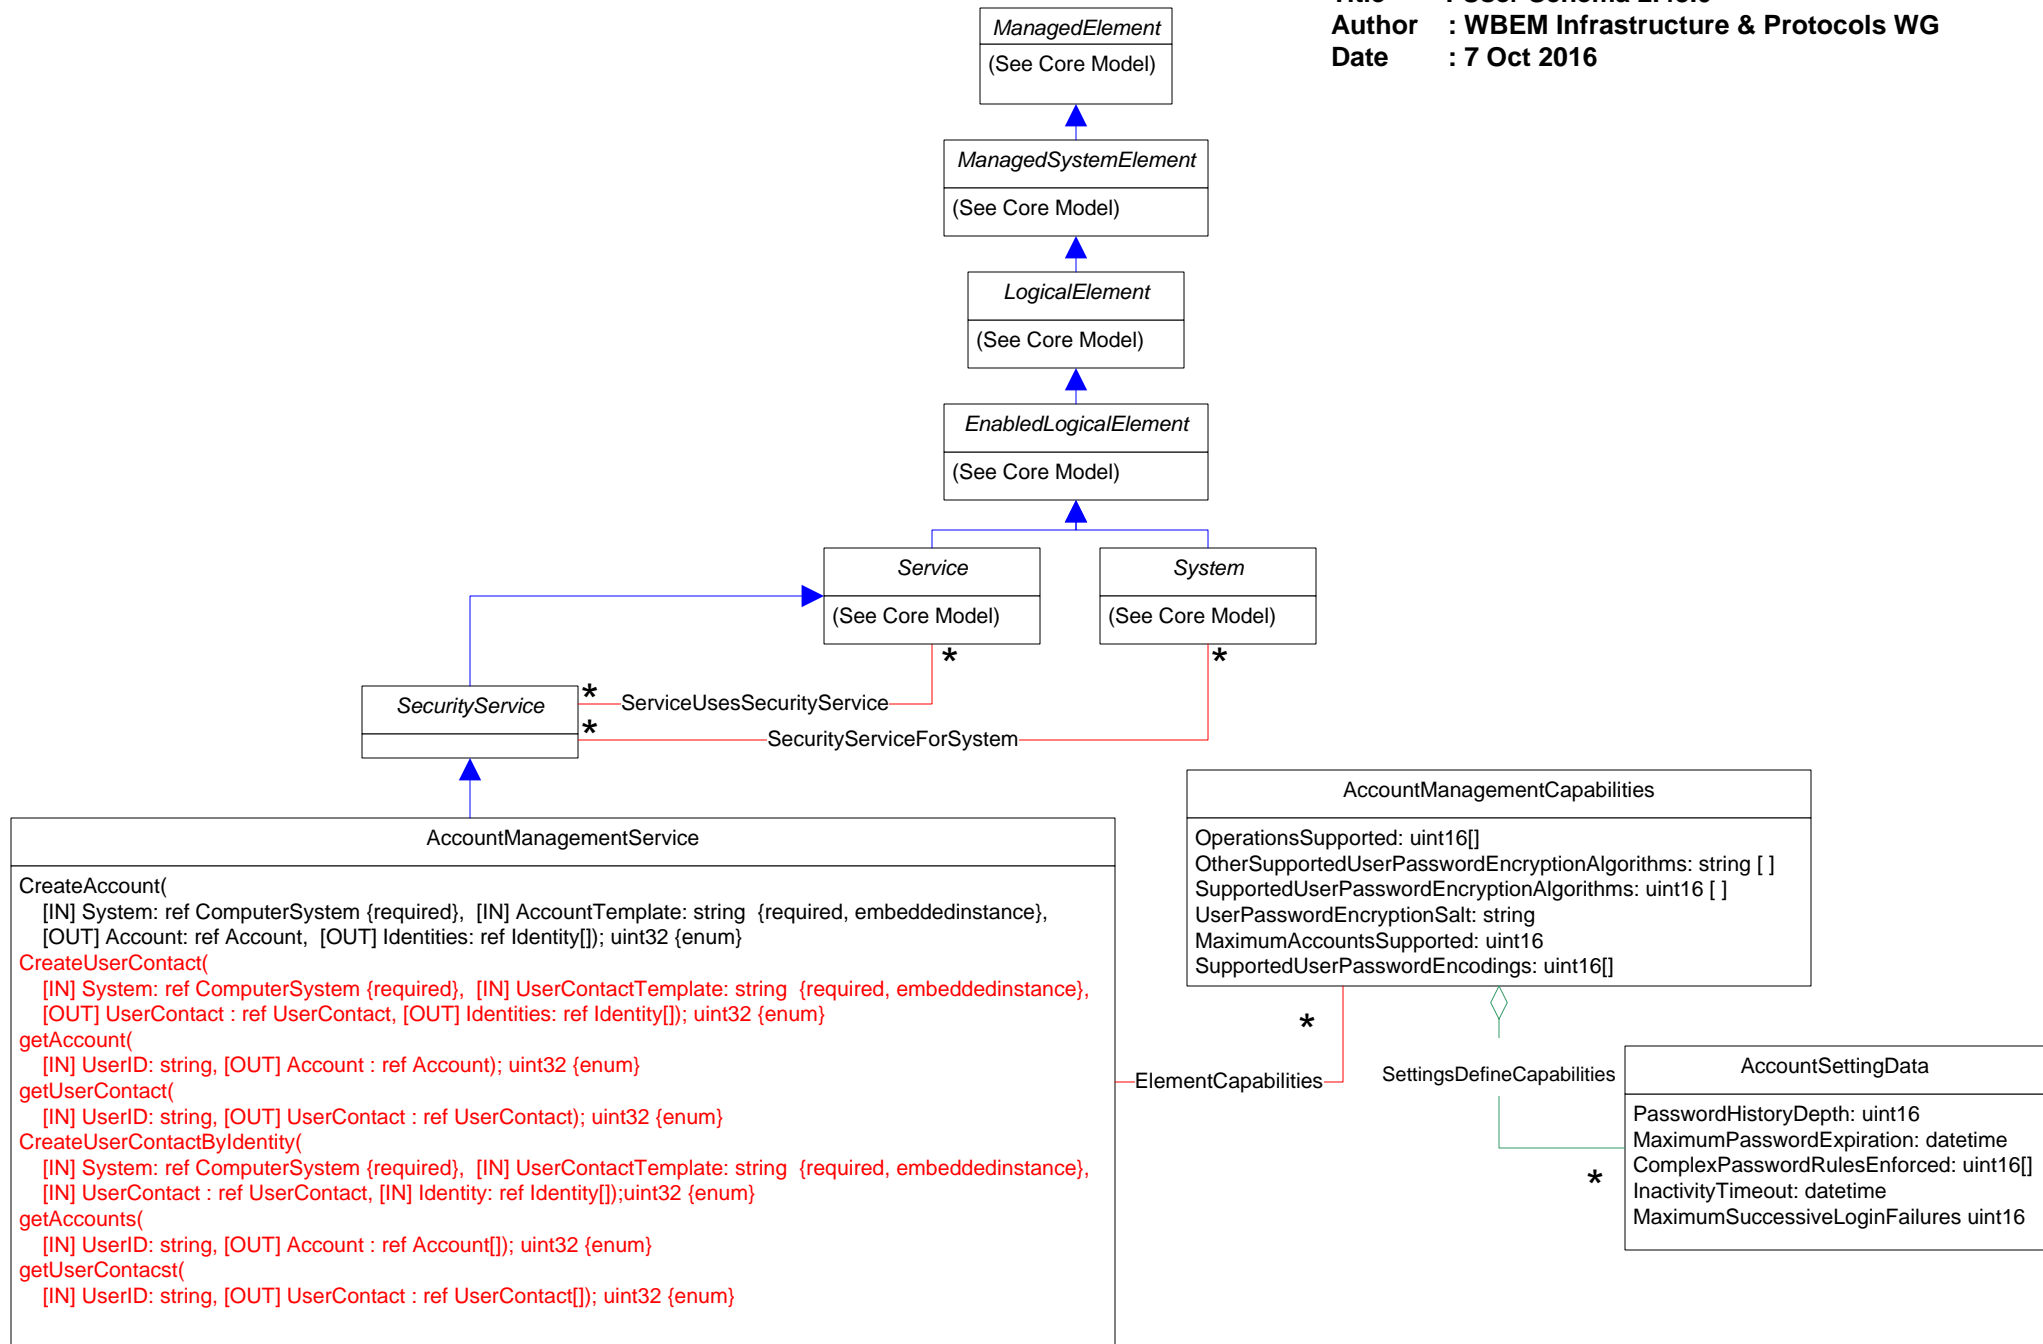 Author : WBEM Infrastructure & Protocols WG
Date : 7 Oct 2016
ManagedElement
(See Core Model)
ManagedSystemElement
(See Core Model)
LogicalElement
(See Core Model)
EnabledLogicalElement
(See Core Model)
Service
(See Core Model)
System
(See Core Model)
*
*
SecurityService
*
ServiceUsesSecurityService
*
SecurityServiceForSystem
AccountManagementService
CreateAccount(
[IN] System: ref ComputerSystem {required}, [IN] AccountTemplate: string {required, embeddedinstance},
[OUT] Account: ref Account, [OUT] Identities: ref Identity[]); uint32 {enum}
CreateUserContact(
[IN] System: ref ComputerSystem {required}, [IN] UserContactTemplate: string {required, embeddedinstance},
[OUT] UserContact : ref UserContact, [OUT] Identities: ref Identity[]); uint32 {enum}
getAccount(
[IN] UserID: string, [OUT] Account : ref Account); uint32 {enum}
getUserContact(
[IN] UserID: string, [OUT] UserContact : ref UserContact); uint32 {enum}
CreateUserContactByIdentity(
[IN] System: ref ComputerSystem {required}, [IN] UserContactTemplate: string {required, embeddedinstance},
[IN] UserContact : ref UserContact, [IN] Identity: ref Identity[]);uint32 {enum}
getAccounts(
[IN] UserID: string, [OUT] Account : ref Account[]); uint32 {enum}
getUserContacst(
[IN] UserID: string, [OUT] UserContact : ref UserContact[]); uint32 {enum}
AccountManagementCapabilities
OperationsSupported: uint16[]
OtherSupportedUserPasswordEncryptionAlgorithms: string [ ]
SupportedUserPasswordEncryptionAlgorithms: uint16 [ ]
UserPasswordEncryptionSalt: string
MaximumAccountsSupported: uint16
SupportedUserPasswordEncodings: uint16[]
*
ElementCapabilities
SettingsDefineCapabilities
*
AccountSettingData
PasswordHistoryDepth: uint16
MaximumPasswordExpiration: datetime
ComplexPasswordRulesEnforced: uint16[]
InactivityTimeout: datetime
MaximumSuccessiveLoginFailures uint16